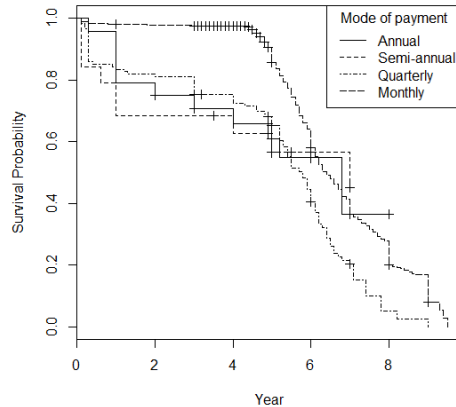 Mode of payment
Annual
Semi-annual
Quarterly
Monthly
Survival Probability
1.0
0.8
0.6
0.4
0.2
0.0
0 2 4 6 8
Year